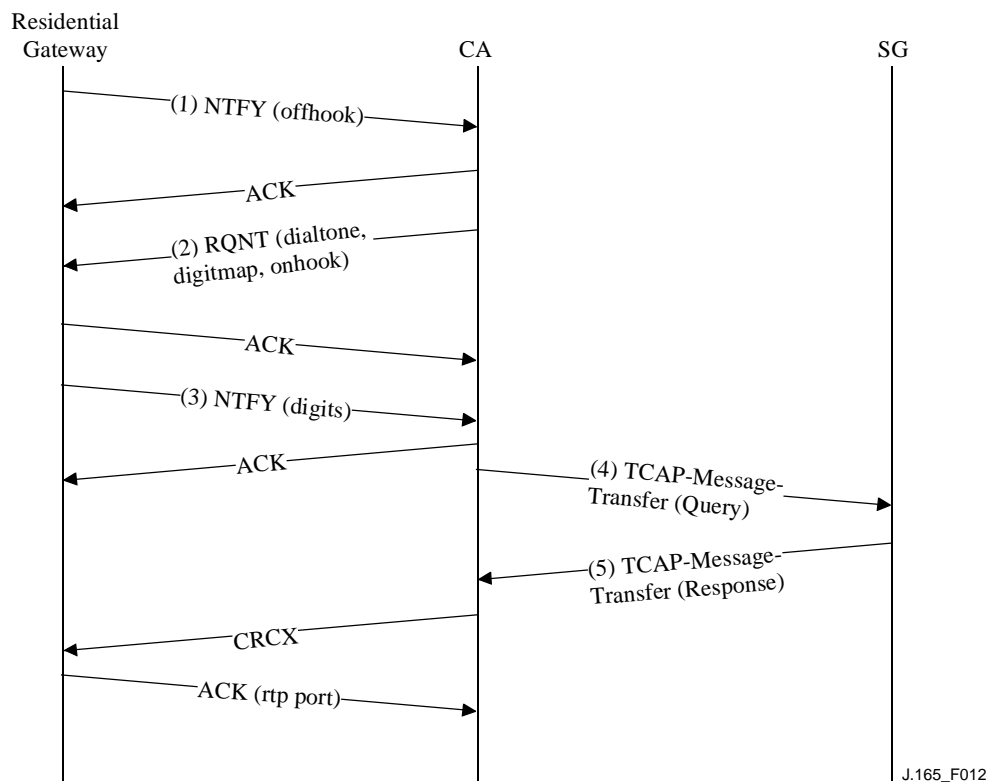 Residential
Gateway
CA
SG
(1) NTFY (offhook)
ACK
(2) RQNT (dialtone,
digitmap, onhook)
ACK
(3) NTFY (digits)
ACK
(4) TCAP-Message-
Transfer (Query)
(5) TCAP-Message-
Transfer (Response)
CRCX
ACK (rtp port)
J.165_F012